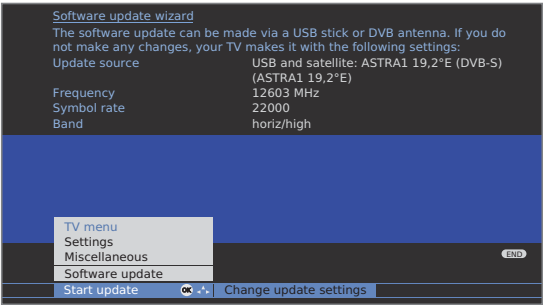 Software update wizard
The software update can be made via a USB stick or DVB antenna. If you do
not make any changes, your TV makes it with the following settings:
Update source USB and satellite: ASTRA1 19,2°E (DVB-S)
(ASTRA1 19,2°E)
Frequency 12603 MHz
Symbol rate 22000
Band horiz/high
TV menu
Settings
Miscellaneous
END
Software update
Start update OK Change update settings